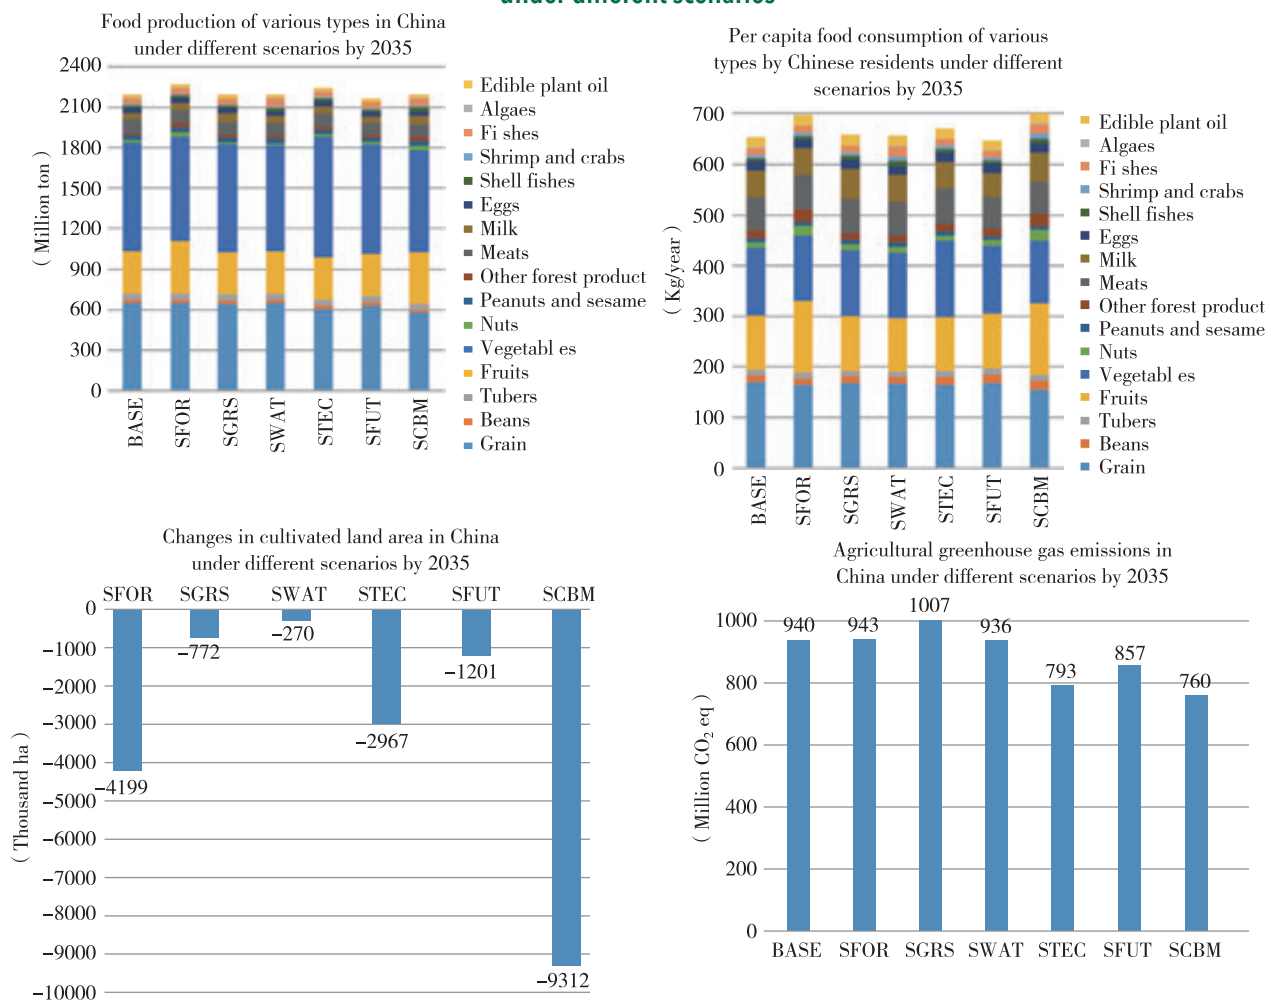 under different scenarios
Food production of various types in China
under different scenarios by 2035
2400
2100
1800
1500
1200
900
600
300
0
( Million ton )
BASE
SFOR
SGRS
SWAT
STEC
SFUT
SCBM
Edible plant oil
Algaes
Fi shes
Shrimp and crabs
Shell fishes
Eggs
Milk
Meats
Other forest product
Peanuts and sesame
Nuts
Vegetabl es
Fruits
Tubers
Beans
Grain
Per capita food consumption of various
types by Chinese residents under different
scenarios by 2035
700
600
500
400
300
200
100
0
( Kg/year )
BASE
SFOR
SGRS
SWAT
STEC
SFUT
SCBM
Edible plant oil
Algaes
Fi shes
Shrimp and crabs
Shell fishes
Eggs
Milk
Meats
Other forest product
Peanuts and sesame
Nuts
Vegetabl es
Fruits
Tubers
Beans
Grain
Changes in cultivated land area in China
under different scenarios by 2035
SFOR SGRS SWAT STEC SFUT SCBM
0
−1000
−2000
−3000
−4000
−5000
−6000
−7000
−8000
−9000
−10000
( Thousand ha )
−4199
−772
−270
−2967
−1201
−9312
Agricultural greenhouse gas emissions in
China under different scenarios by 2035
1000
800
600
400
200
0
( Million CO₂ eq )
940
943
1007
936
793
857
760
BASE SFOR SGRS SWAT STEC SFUT SCBM